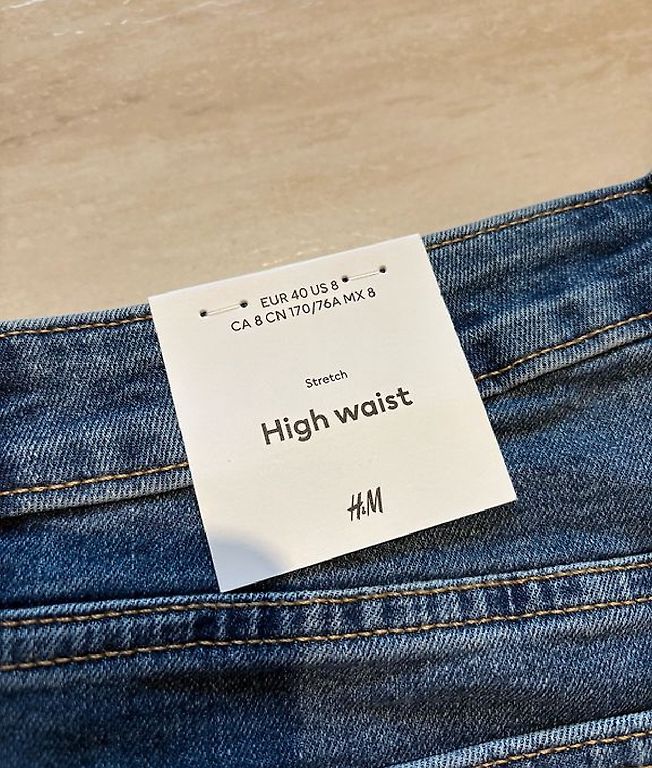 EUR 40 US 8
CA 8 CN 170/76A MX 8
Stretch
High waist
H&M